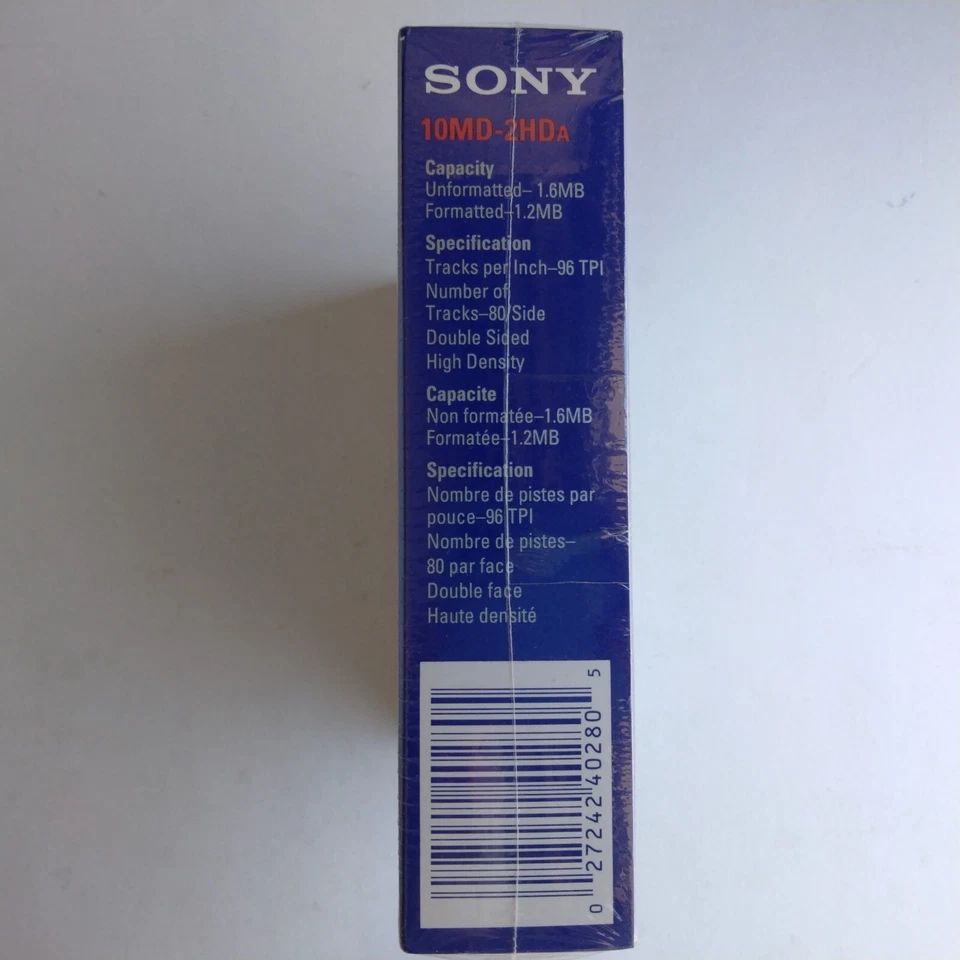 SONY
10MD-2HDA
Capacity
Unformatted–1.6MB
Formatted–1.2MB
Specification
Tracks per Inch–96 TPI
Number of
Tracks–80/Side
Double Sided
High Density
Capacite
Non formatée–1.6MB
Formatée–1.2MB
Specification
Nombre de pistes par
pouce–96 TPI
Nombre de pistes–
80 par face
Double face
Haute densité
0 27242 40280 5